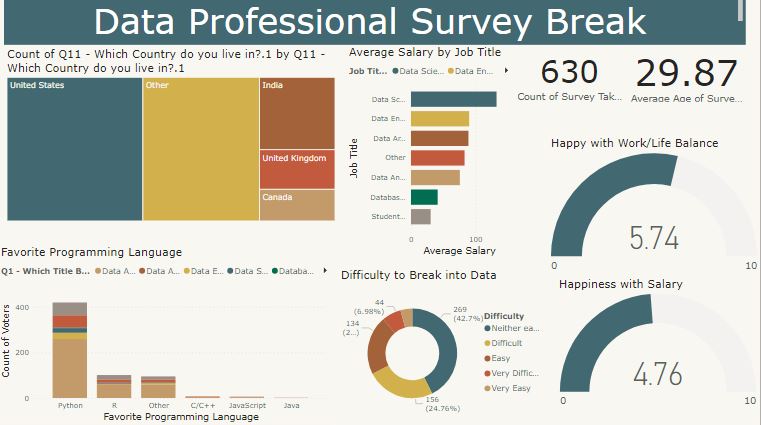 Data Professional Survey Break
Count of Q11 - Which Country do you live in?.1 by Q11 -
Which Country do you live in?.1
United States
Other
India
United Kingdom
Canada
Average Salary by Job Title
Job Tit... Data Scie... Data En...
Job Title
Data Sc...
Data En...
Data Ar...
Other
Data An...
Databas...
Student...
0 100
Average Salary
630
Count of Survey Tak...
29.87
Average Age of Surve...
Happy with Work/Life Balance
5.74
0 10
Favorite Programming Language
Q1 - Which Title B... Data A... Data A... Data E... Data S... Databa...
Count of Voters
400
200
0
Python R Other C/C++ JavaScript Java
Favorite Programming Language
Difficulty to Break into Data
44
(6.98%)
269
(42.7%)
134
(2...)
156
(24.76%)
Difficulty
Neither ea...
Difficult
Easy
Very Diffic...
Very Easy
Happiness with Salary
4.76
0 10